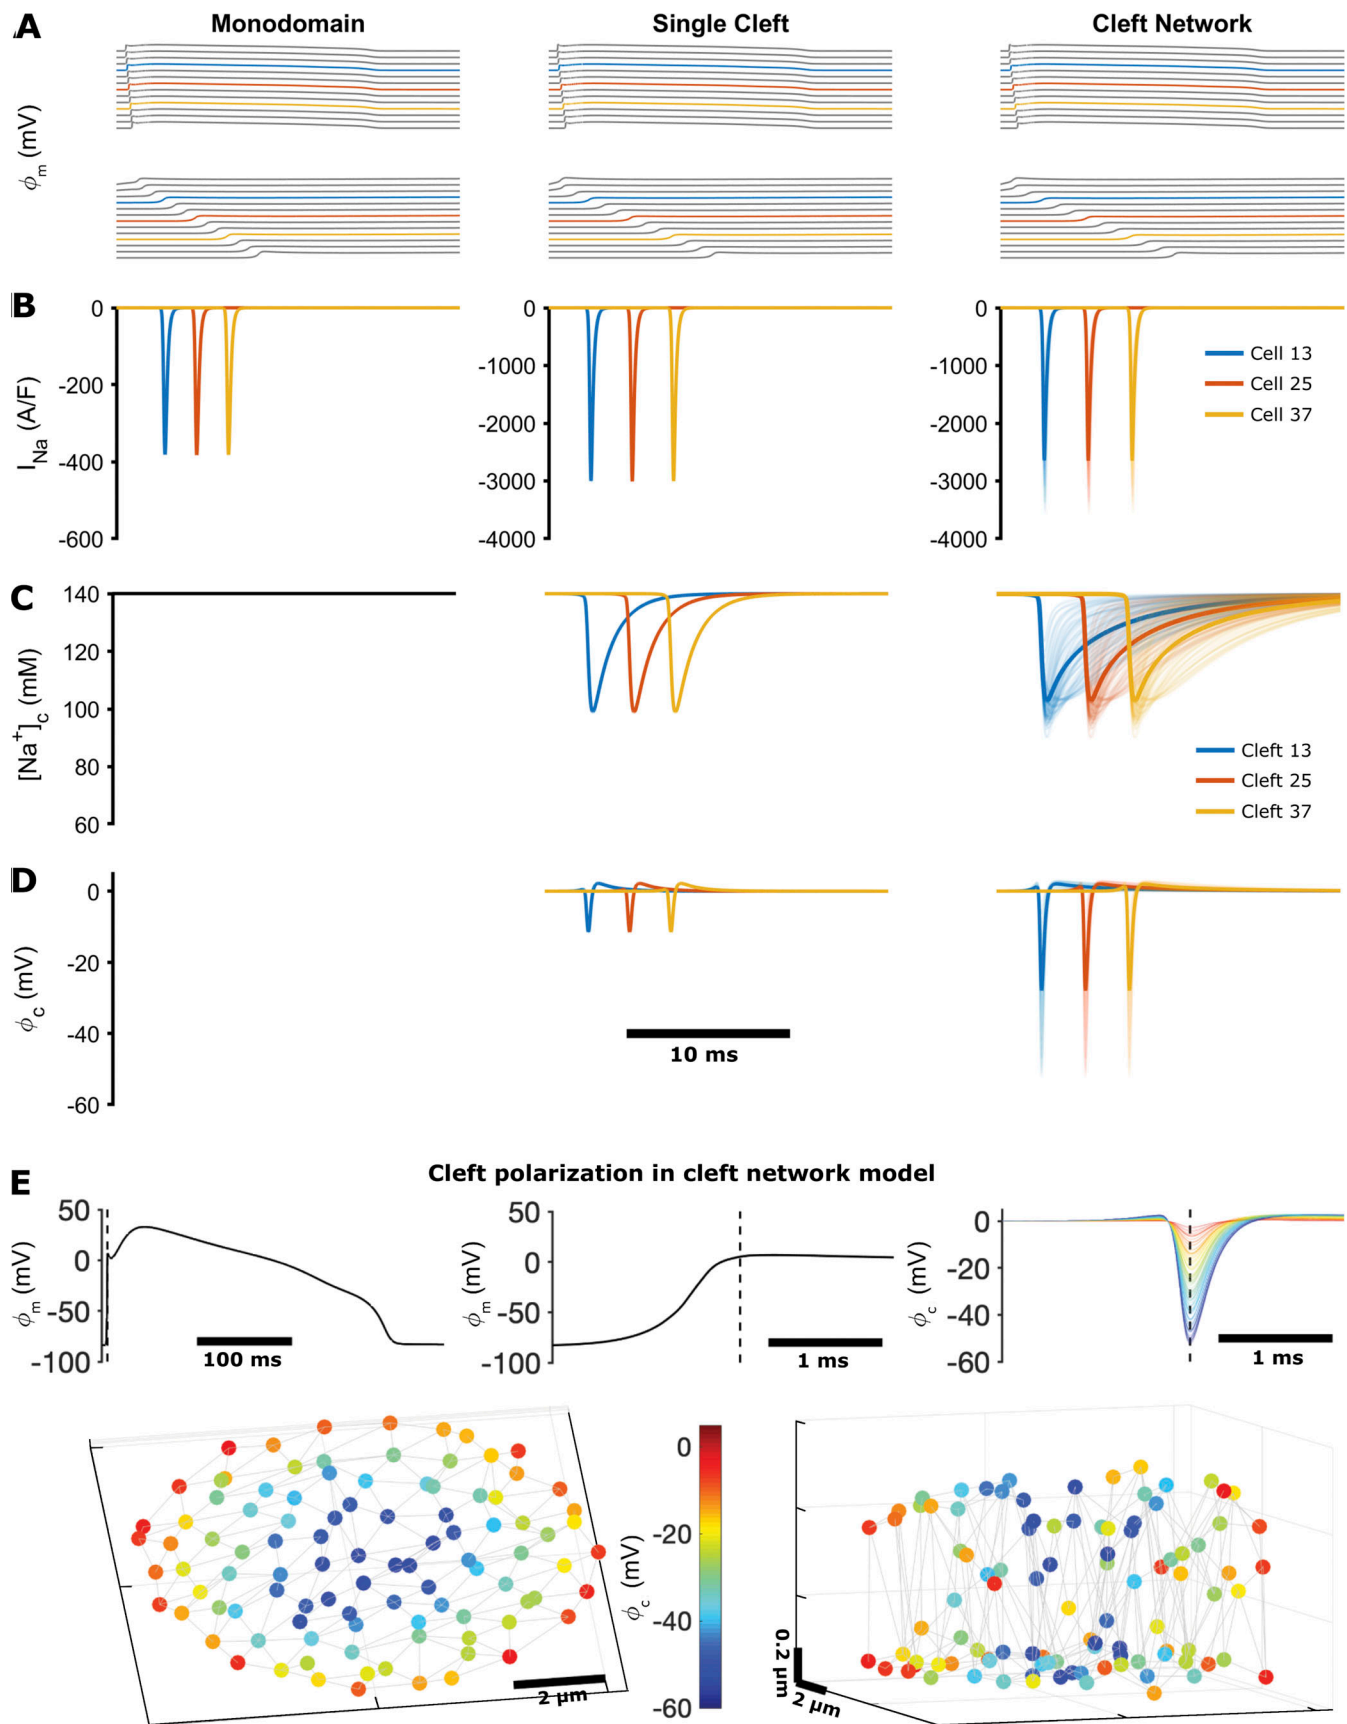 A
Monodomain
Single Cleft
Cleft Network
ϕm (mV)
B
0
-200
-400
-600
INa (A/F)
0
-1000
-2000
-3000
-4000
0
-1000
-2000
-3000
-4000
Cell 13
Cell 25
Cell 37
C
140
120
100
80
60
[Na+]c (mM)
Cleft 13
Cleft 25
Cleft 37
D
0
-20
-40
-60
ϕc (mV)
10 ms
E
Cleft polarization in cleft network model
50
0
-50
-100
ϕm (mV)
100 ms
50
0
-50
-100
ϕm (mV)
1 ms
0
-20
-40
-60
ϕc (mV)
1 ms
2 μm
0
-20
-40
-60
ϕc (mV)
0.2 μm
2 μm